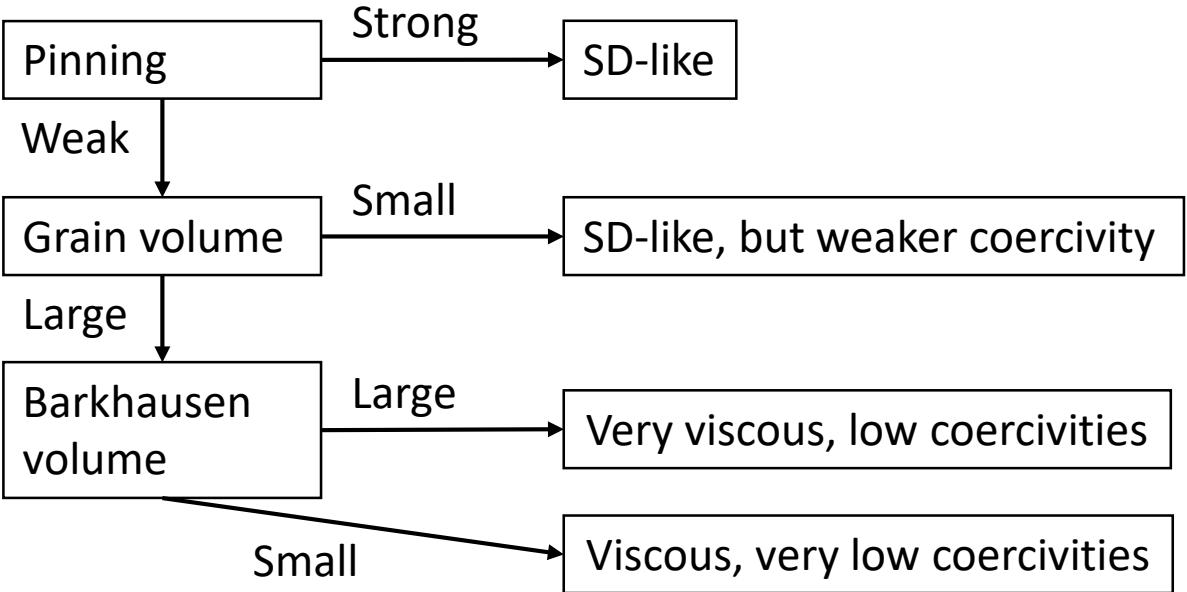 Strong
Pinning
SD-like
Weak
Small
Grain volume
SD-like, but weaker coercivity
Large
Barkhausen
volume
Large
Very viscous, low coercivities
Small
Viscous, very low coercivities